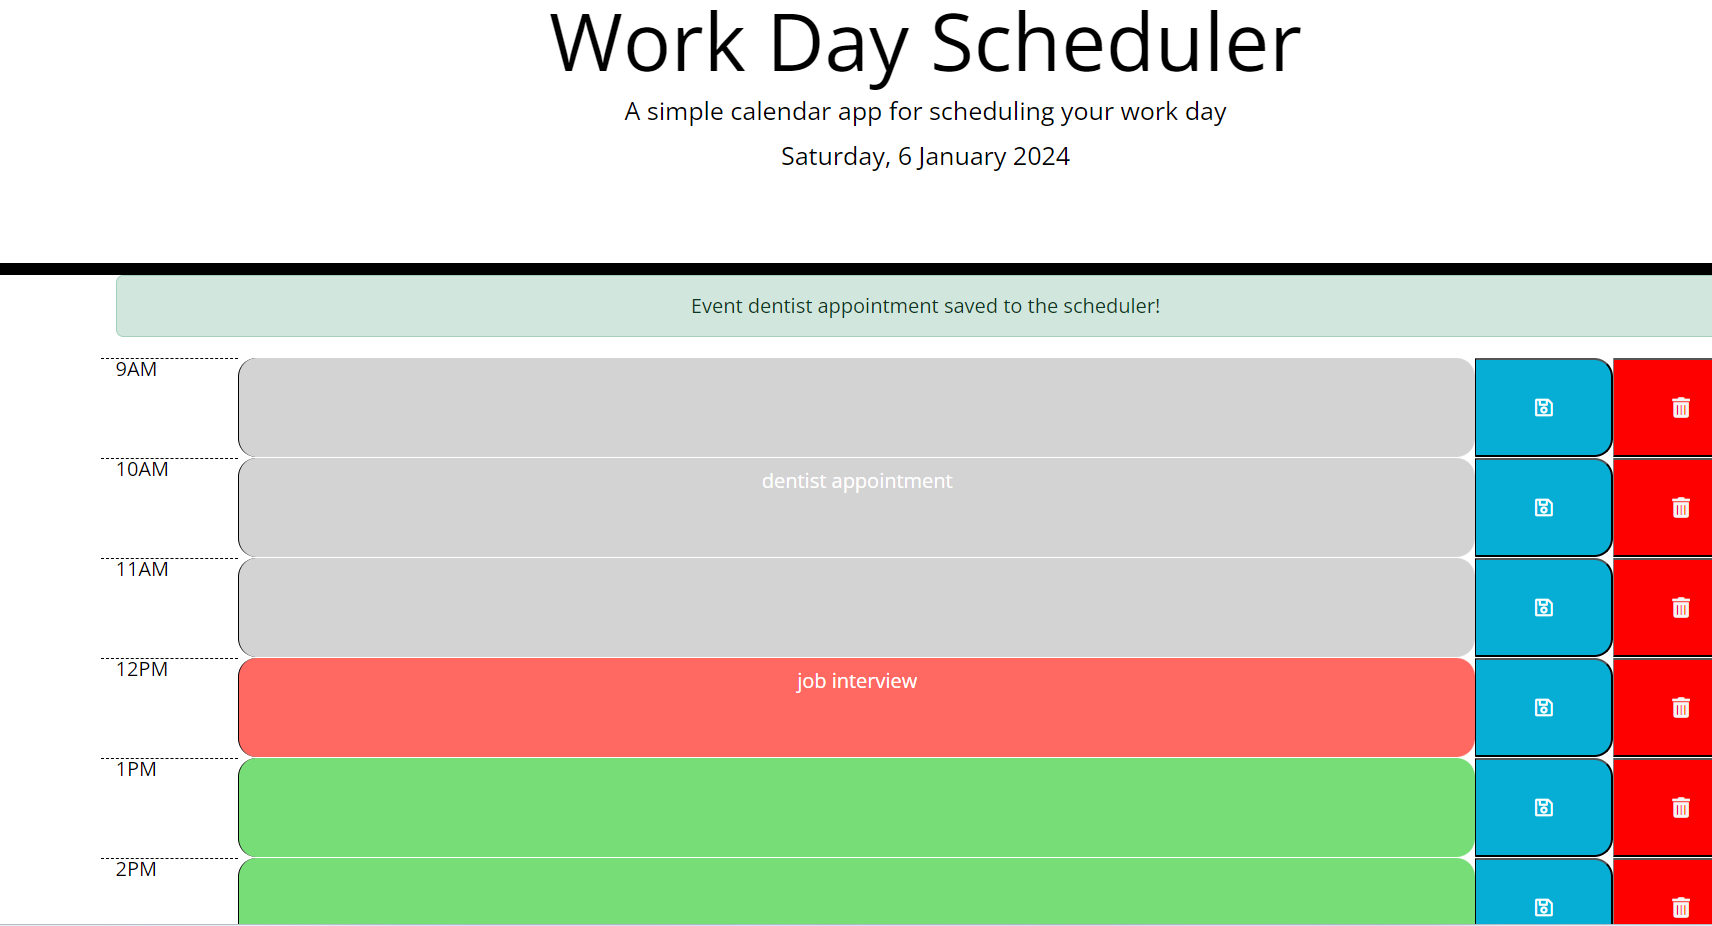 Work Day Scheduler
A simple calendar app for scheduling your work day
Saturday, 6 January 2024
Event dentist appointment saved to the scheduler!
9AM
10AM
dentist appointment
11AM
12PM
job interview
1PM
2PM